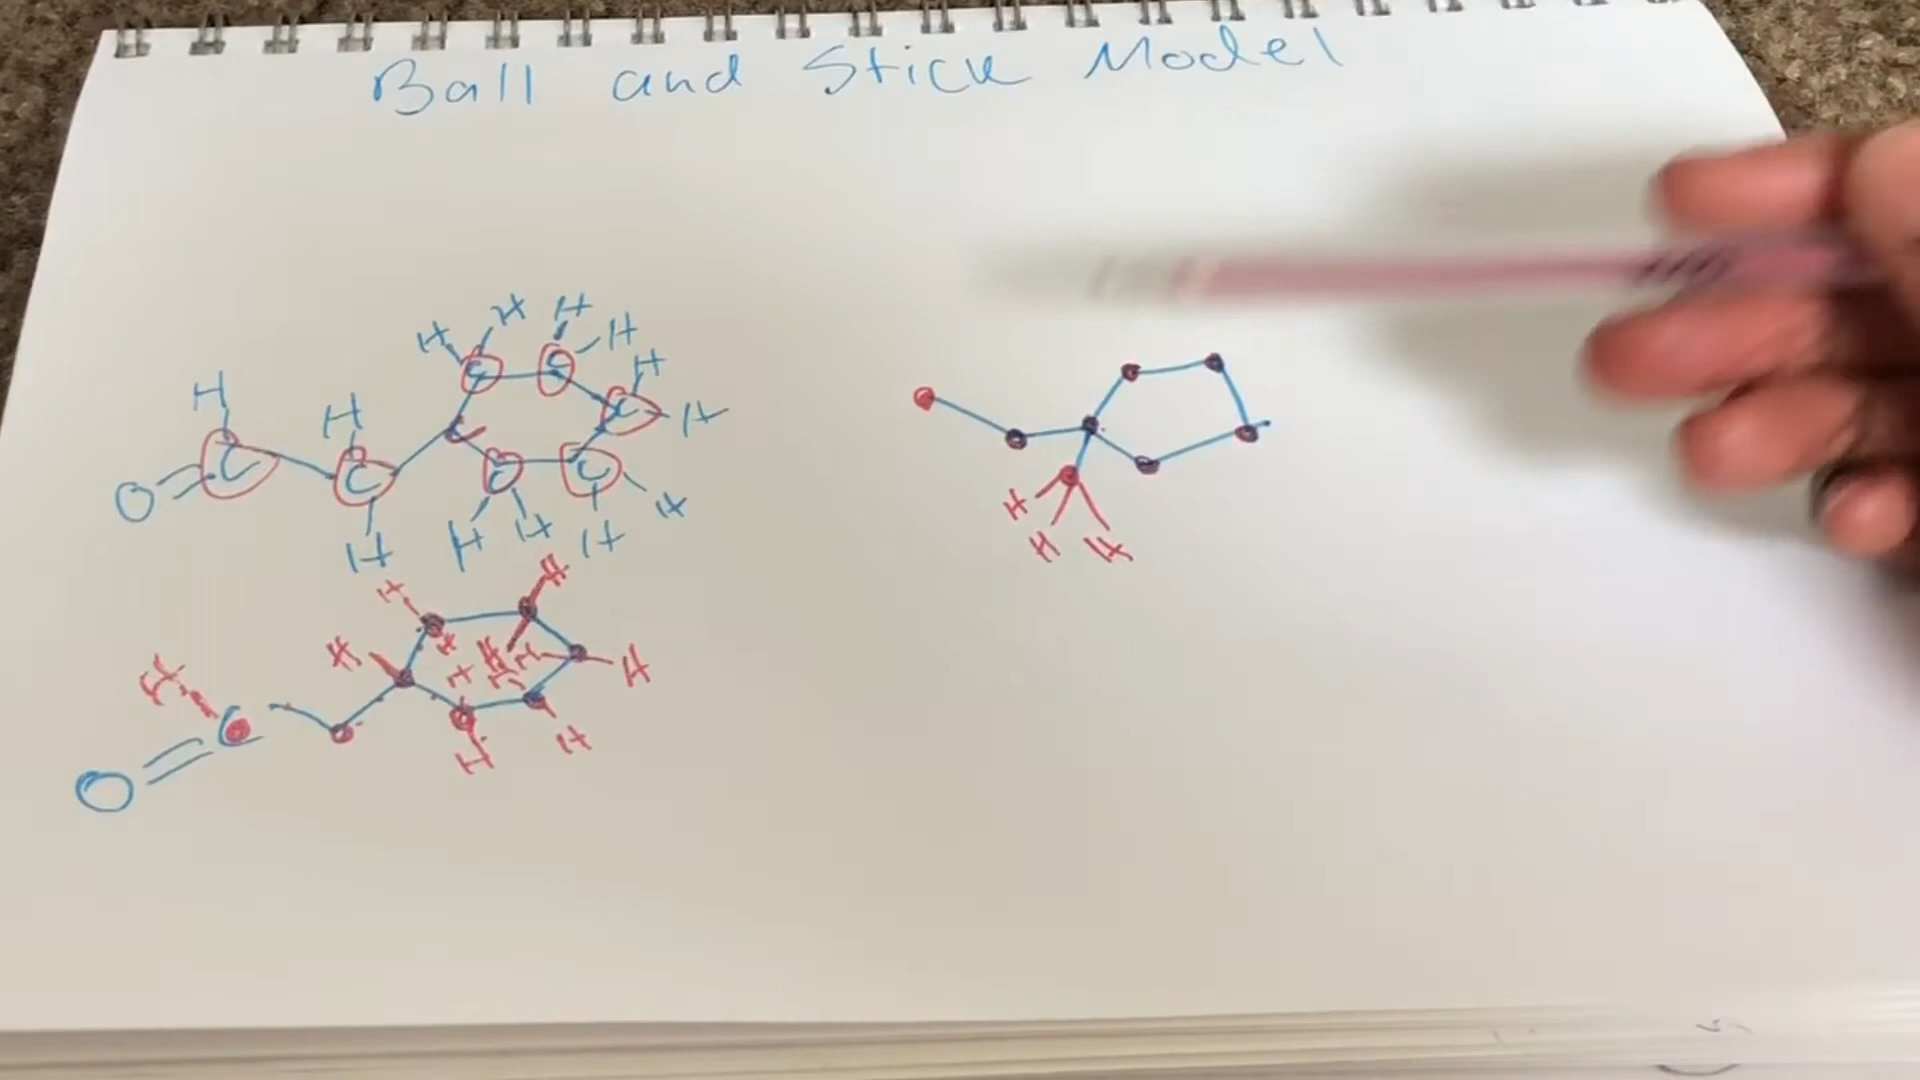 Ball and Stick Model
H H H
H H
H H C C H
O C C C C H
C C
H H H H H
H H
H H H H H
H H H
C
H H
O
H
H H